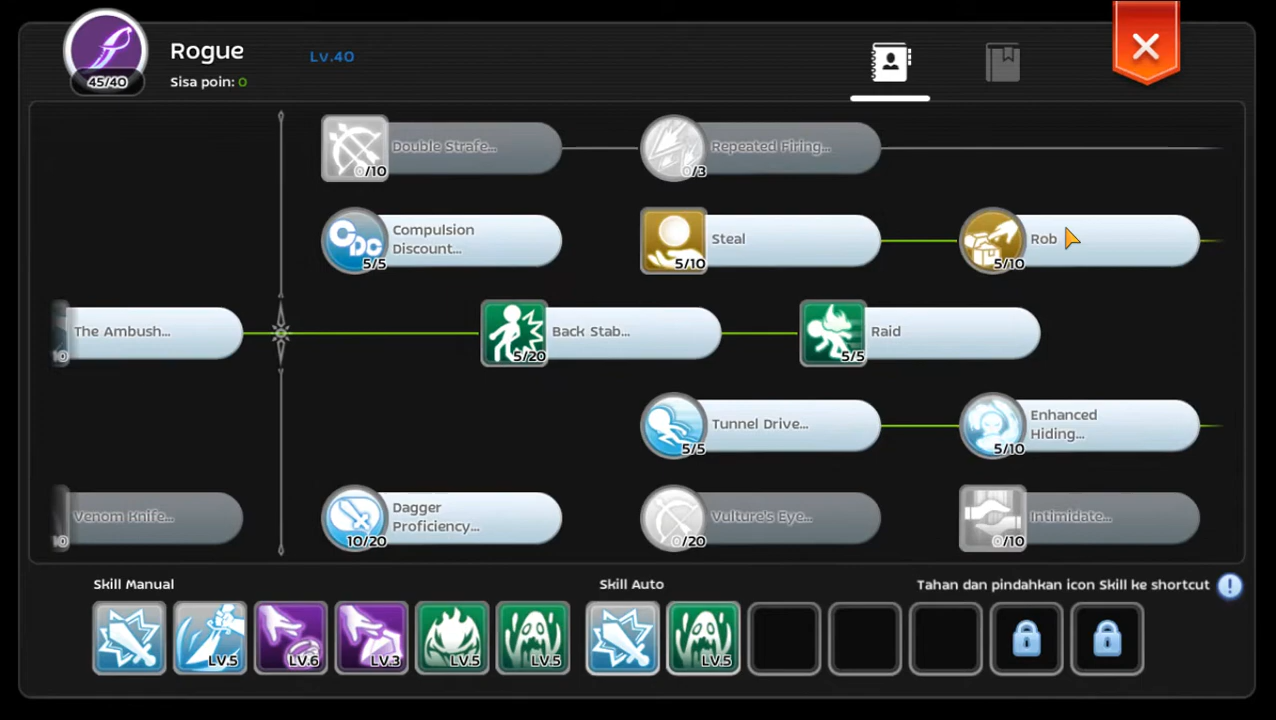 Rogue
Lv.40
45/40
Sisa poin: 0
Double Strafe...
0/10
Repeated Firing...
0/3
Compulsion
Discount...
5/5
Steal
5/10
Rob
5/10
The Ambush...
10
Back Stab...
5/20
Raid
5/5
Tunnel Drive...
5/5
Enhanced
Hiding...
5/10
Venom Knife...
10
Dagger
Proficiency...
10/20
Vulture's Eye...
0/20
Intimidate...
0/10
Skill Manual
Skill Auto
Tahan dan pindahkan icon Skill ke shortcut
LV.5
LV.6
LV.3
LV.5
LV.5
LV.5